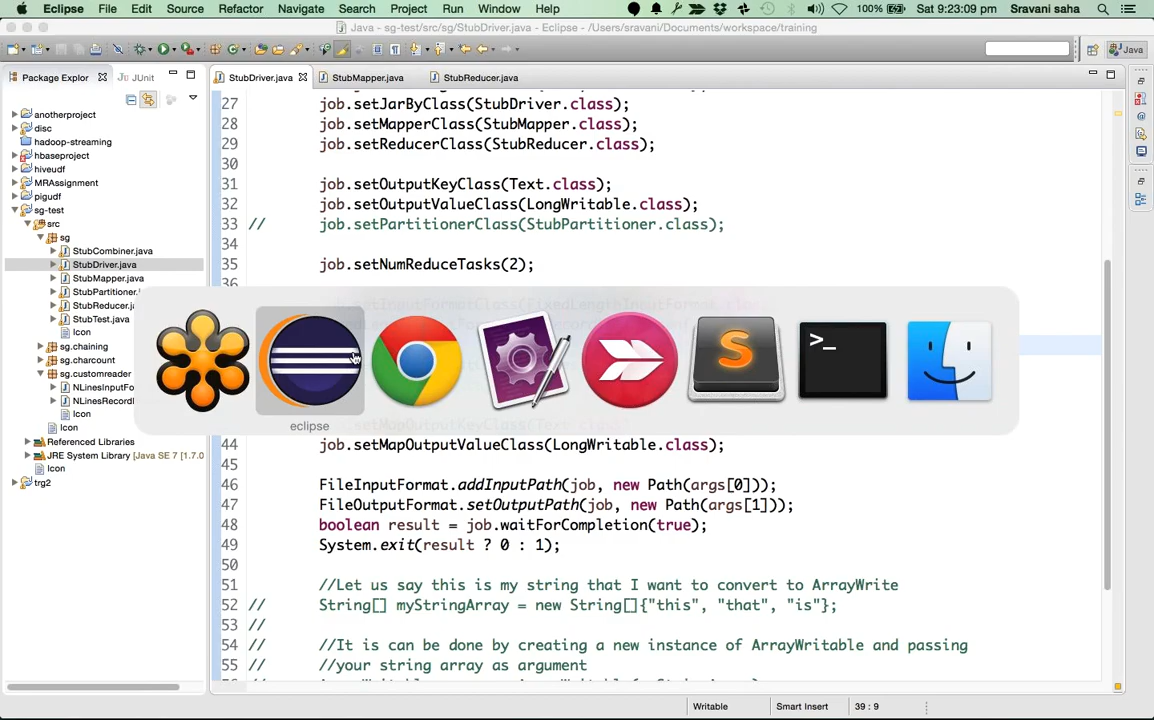 Eclipse File Edit Source Refactor Navigate Search Project Run Window Help 100% Sat 9:23:09 pm Sravani saha
Java - sg-test/src/sg/StubDriver.java - Eclipse - /Users/sravani/Documents/workspace/training
Java
Package Explor JUnit StubDriver.java StubMapper.java StubReducer.java
anotherproject
disc
hadoop-streaming
hbaseproject
hiveudf
MRAssignment
pigudf
sg-test
src
sg
StubCombiner.java
StubDriver.java
StubMapper.java
StubPartitioner.j
StubReducer.ja
StubTest.java
Icon
sg.chaining
sg.charcount
sg.customreader
NLinesInputFo
NLinesRecord
Icon
Icon
Referenced Libraries
JRE System Library [Java SE 7 [1.7.0
Icon
trg2
27 job.setJarByClass(StubDriver.class);
28 job.setMapperClass(StubMapper.class);
29 job.setReducerClass(StubReducer.class);
30
31 job.setOutputKeyClass(Text.class);
32 job.setOutputValueClass(LongWritable.class);
33 // job.setPartitionerClass(StubPartitioner.class);
34
35 job.setNumReduceTasks(2);
36
eclipse
44 job.setMapOutputValueClass(LongWritable.class);
45
46 FileInputFormat.addInputPath(job, new Path(args[0]));
47 FileOutputFormat.setOutputPath(job, new Path(args[1]));
48 boolean result = job.waitForCompletion(true);
49 System.exit(result ? 0 : 1);
50
51 //Let us say this is my string that I want to convert to ArrayWrite
52 // String[] myStringArray = new String[]{"this", "that", "is"};
53 //
54 // //It is can be done by creating a new instance of ArrayWritable and passing
55 // //your string array as argument
Writable Smart Insert 39 : 9